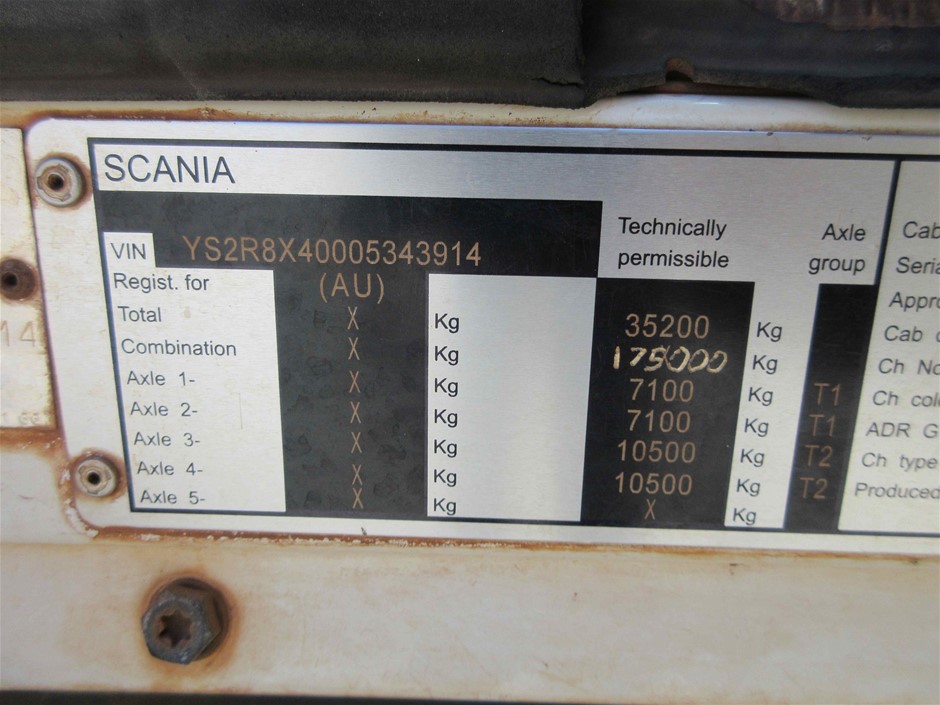 SCANIA
VIN YS2R8X40005343914
Technically permissible
Axle group
Regist. for (AU)
Total X Kg 35200 Kg
Combination X Kg 175000 Kg
Axle 1- X Kg 7100 Kg T1
Axle 2- X Kg 7100 Kg T1
Axle 3- X Kg 10500 Kg T2
Axle 4- X Kg 10500 Kg T2
Axle 5- X Kg X Kg
Cab
Seria
Appro
Cab
Ch No
Ch col
ADR G
Ch type
Produced
14